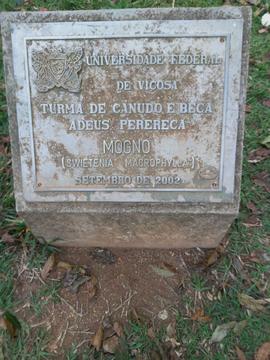 UNIVERSIDADE FEDERAL
DE VIÇOSA
"TURMA DE CANUDO E BECA
ADEUS PERERECA"
MOGNO
(SWIETENIA MACROPHYLLA)
SETEMBRO DE 2002